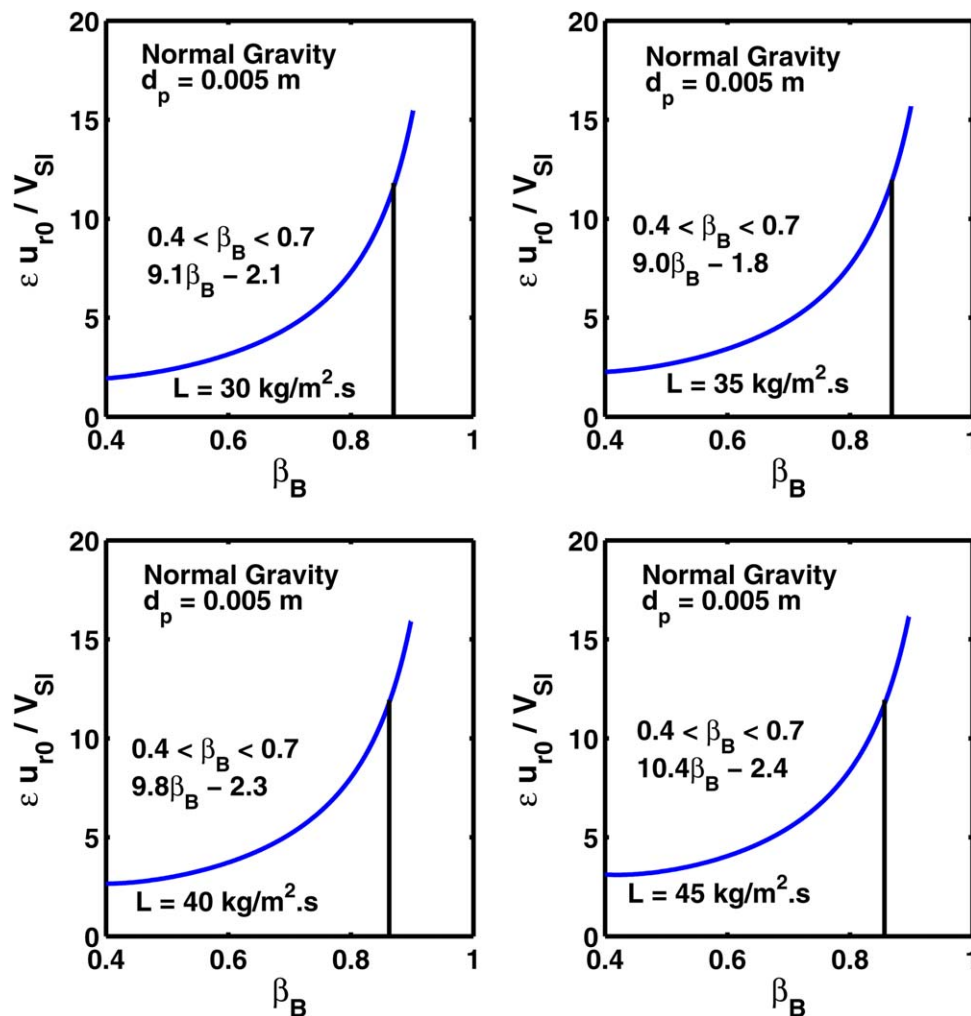 20
15
10
5
0
ε u_r0 / V_Sl
Normal Gravity
d_p = 0.005 m
0.4 < β_B < 0.7
9.1β_B − 2.1
L = 30 kg/m².s
0.4 0.6 0.8 1
β_B
20
15
10
5
0
ε u_r0 / V_Sl
Normal Gravity
d_p = 0.005 m
0.4 < β_B < 0.7
9.0β_B − 1.8
L = 35 kg/m².s
0.4 0.6 0.8 1
β_B
20
15
10
5
0
ε u_r0 / V_Sl
Normal Gravity
d_p = 0.005 m
0.4 < β_B < 0.7
9.8β_B − 2.3
L = 40 kg/m².s
0.4 0.6 0.8 1
β_B
20
15
10
5
0
ε u_r0 / V_Sl
Normal Gravity
d_p = 0.005 m
0.4 < β_B < 0.7
10.4β_B − 2.4
L = 45 kg/m².s
0.4 0.6 0.8 1
β_B